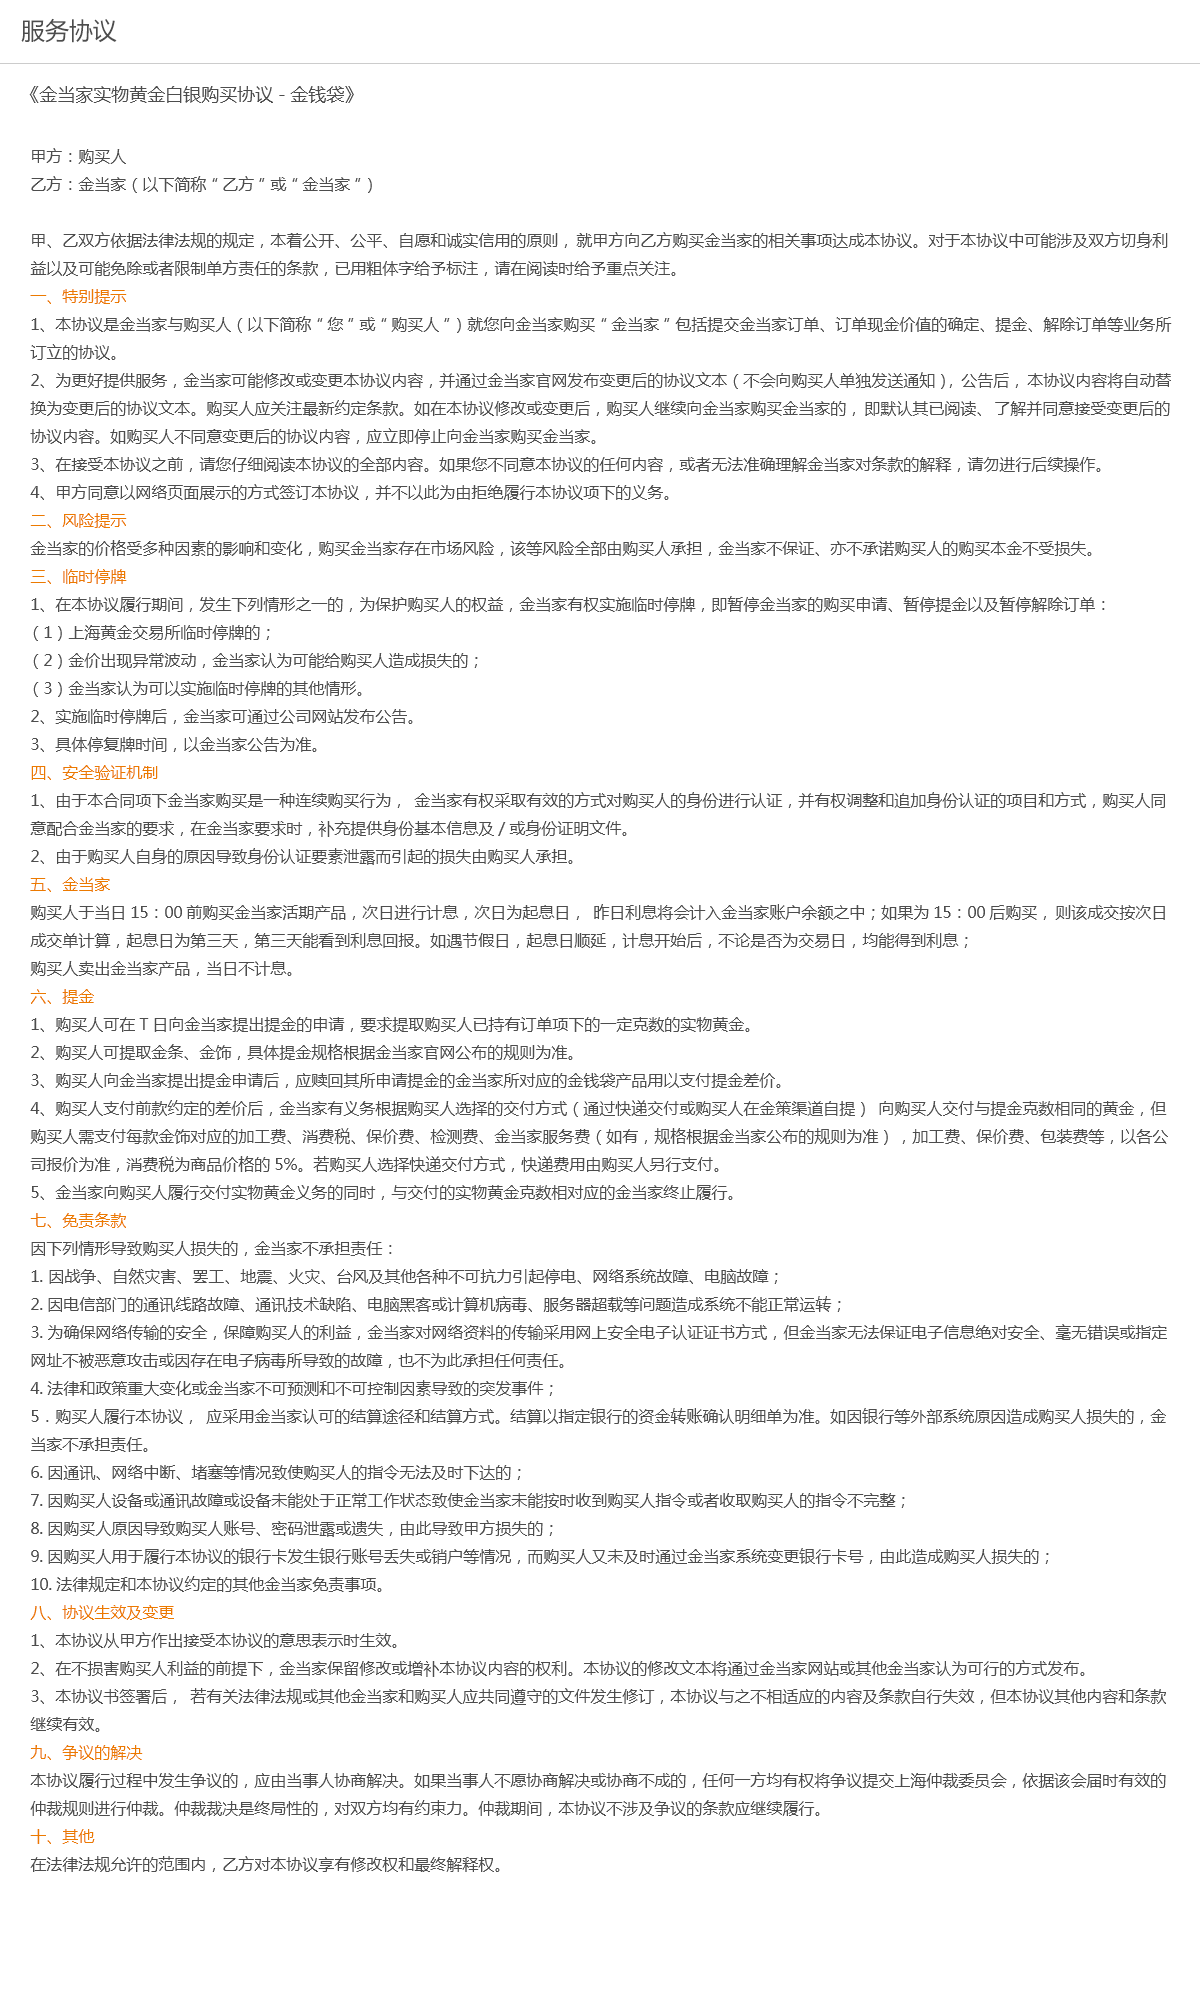 服务协议
《金当家实物黄金白银购买协议 - 金钱袋》
甲方：购买人
乙方：金当家（以下简称 " 乙方 " 或 " 金当家 "）
甲、乙双方依据法律法规的规定，本着公开、公平、自愿和诚实信用的原则，就甲方向乙方购买金当家的相关事项达成本协议。对于本协议中可能涉及双方切身利
益以及可能免除或者限制单方责任的条款，已用粗体字给予标注，请在阅读时给予重点关注。
一、特别提示
1、本协议是金当家与购买人（以下简称 " 您 " 或 " 购买人 "）就您向金当家购买 " 金当家 " 包括提交金当家订单、订单现金价值的确定、提金、解除订单等业务所
订立的协议。
2、为更好提供服务，金当家可能修改或变更本协议内容，并通过金当家官网发布变更后的协议文本（不会向购买人单独发送通知），公告后，本协议内容将自动替
换为变更后的协议文本。购买人应关注最新约定条款。如在本协议修改或变更后，购买人继续向金当家购买金当家的，即默认其已阅读、了解并同意接受变更后的
协议内容。如购买人不同意变更后的协议内容，应立即停止向金当家购买金当家。
3、在接受本协议之前，请您仔细阅读本协议的全部内容。如果您不同意本协议的任何内容，或者无法准确理解金当家对条款的解释，请勿进行后续操作。
4、甲方同意以网络页面展示的方式签订本协议，并不以此为由拒绝履行本协议项下的义务。
二、风险提示
金当家的价格受多种因素的影响和变化，购买金当家存在市场风险，该等风险全部由购买人承担，金当家不保证、亦不承诺购买人的购买本金不受损失。
三、临时停牌
1、在本协议履行期间，发生下列情形之一的，为保护购买人的权益，金当家有权实施临时停牌，即暂停金当家的购买申请、暂停提金以及暂停解除订单：
（1）上海黄金交易所临时停牌的；
（2）金价出现异常波动，金当家认为可能给购买人造成损失的；
（3）金当家认为可以实施临时停牌的其他情形。
2、实施临时停牌后，金当家可通过公司网站发布公告。
3、具体停复牌时间，以金当家公告为准。
四、安全验证机制
1、由于本合同项下金当家购买是一种连续购买行为， 金当家有权采取有效的方式对购买人的身份进行认证，并有权调整和追加身份认证的项目和方式，购买人同
意配合金当家的要求，在金当家要求时，补充提供身份基本信息及 / 或身份证明文件。
2、由于购买人自身的原因导致身份认证要素泄露而引起的损失由购买人承担。
五、金当家
购买人于当日 15：00 前购买金当家活期产品，次日进行计息，次日为起息日， 昨日利息将会计入金当家账户余额之中；如果为 15：00 后购买，则该成交按次日
成交单计算，起息日为第三天，第三天能看到利息回报。如遇节假日，起息日顺延，计息开始后，不论是否为交易日，均能得到利息；
购买人卖出金当家产品，当日不计息。
六、提金
1、购买人可在 T 日向金当家提出提金的申请，要求提取购买人已持有订单项下的一定克数的实物黄金。
2、购买人可提取金条、金饰，具体提金规格根据金当家官网公布的规则为准。
3、购买人向金当家提出提金申请后，应赎回其所申请提金的金当家所对应的金钱袋产品用以支付提金差价。
4、购买人支付前款约定的差价后，金当家有义务根据购买人选择的交付方式（通过快递交付或购买人在金策渠道自提） 向购买人交付与提金克数相同的黄金，但
购买人需支付每款金饰对应的加工费、消费税、保价费、检测费、金当家服务费（如有，规格根据金当家公布的规则为准），加工费、保价费、包装费等，以各公
司报价为准，消费税为商品价格的 5%。若购买人选择快递交付方式，快递费用由购买人另行支付。
5、金当家向购买人履行交付实物黄金义务的同时，与交付的实物黄金克数相对应的金当家终止履行。
七、免责条款
因下列情形导致购买人损失的，金当家不承担责任：
1. 因战争、自然灾害、罢工、地震、火灾、台风及其他各种不可抗力引起停电、网络系统故障、电脑故障；
2. 因电信部门的通讯线路故障、通讯技术缺陷、电脑黑客或计算机病毒、服务器超载等问题造成系统不能正常运转；
3. 为确保网络传输的安全，保障购买人的利益，金当家对网络资料的传输采用网上安全电子认证证书方式，但金当家无法保证电子信息绝对安全、毫无错误或指定
网址不被恶意攻击或因存在电子病毒所导致的故障，也不为此承担任何责任。
4. 法律和政策重大变化或金当家不可预测和不可控制因素导致的突发事件；
5．购买人履行本协议， 应采用金当家认可的结算途径和结算方式。结算以指定银行的资金转账确认明细单为准。如因银行等外部系统原因造成购买人损失的，金
当家不承担责任。
6. 因通讯、网络中断、堵塞等情况致使购买人的指令无法及时下达的；
7. 因购买人设备或通讯故障或设备未能处于正常工作状态致使金当家未能按时收到购买人指令或者收取购买人的指令不完整；
8. 因购买人原因导致购买人账号、密码泄露或遗失，由此导致甲方损失的；
9. 因购买人用于履行本协议的银行卡发生银行账号丢失或销户等情况，而购买人又未及时通过金当家系统变更银行卡号，由此造成购买人损失的；
10. 法律规定和本协议约定的其他金当家免责事项。
八、协议生效及变更
1、本协议从甲方作出接受本协议的意思表示时生效。
2、在不损害购买人利益的前提下，金当家保留修改或增补本协议内容的权利。本协议的修改文本将通过金当家网站或其他金当家认为可行的方式发布。
3、本协议书签署后， 若有关法律法规或其他金当家和购买人应共同遵守的文件发生修订，本协议与之不相适应的内容及条款自行失效，但本协议其他内容和条款
继续有效。
九、争议的解决
本协议履行过程中发生争议的，应由当事人协商解决。如果当事人不愿协商解决或协商不成的，任何一方均有权将争议提交上海仲裁委员会，依据该会届时有效的
仲裁规则进行仲裁。仲裁裁决是终局性的，对双方均有约束力。仲裁期间，本协议不涉及争议的条款应继续履行。
十、其他
在法律法规允许的范围内，乙方对本协议享有修改权和最终解释权。